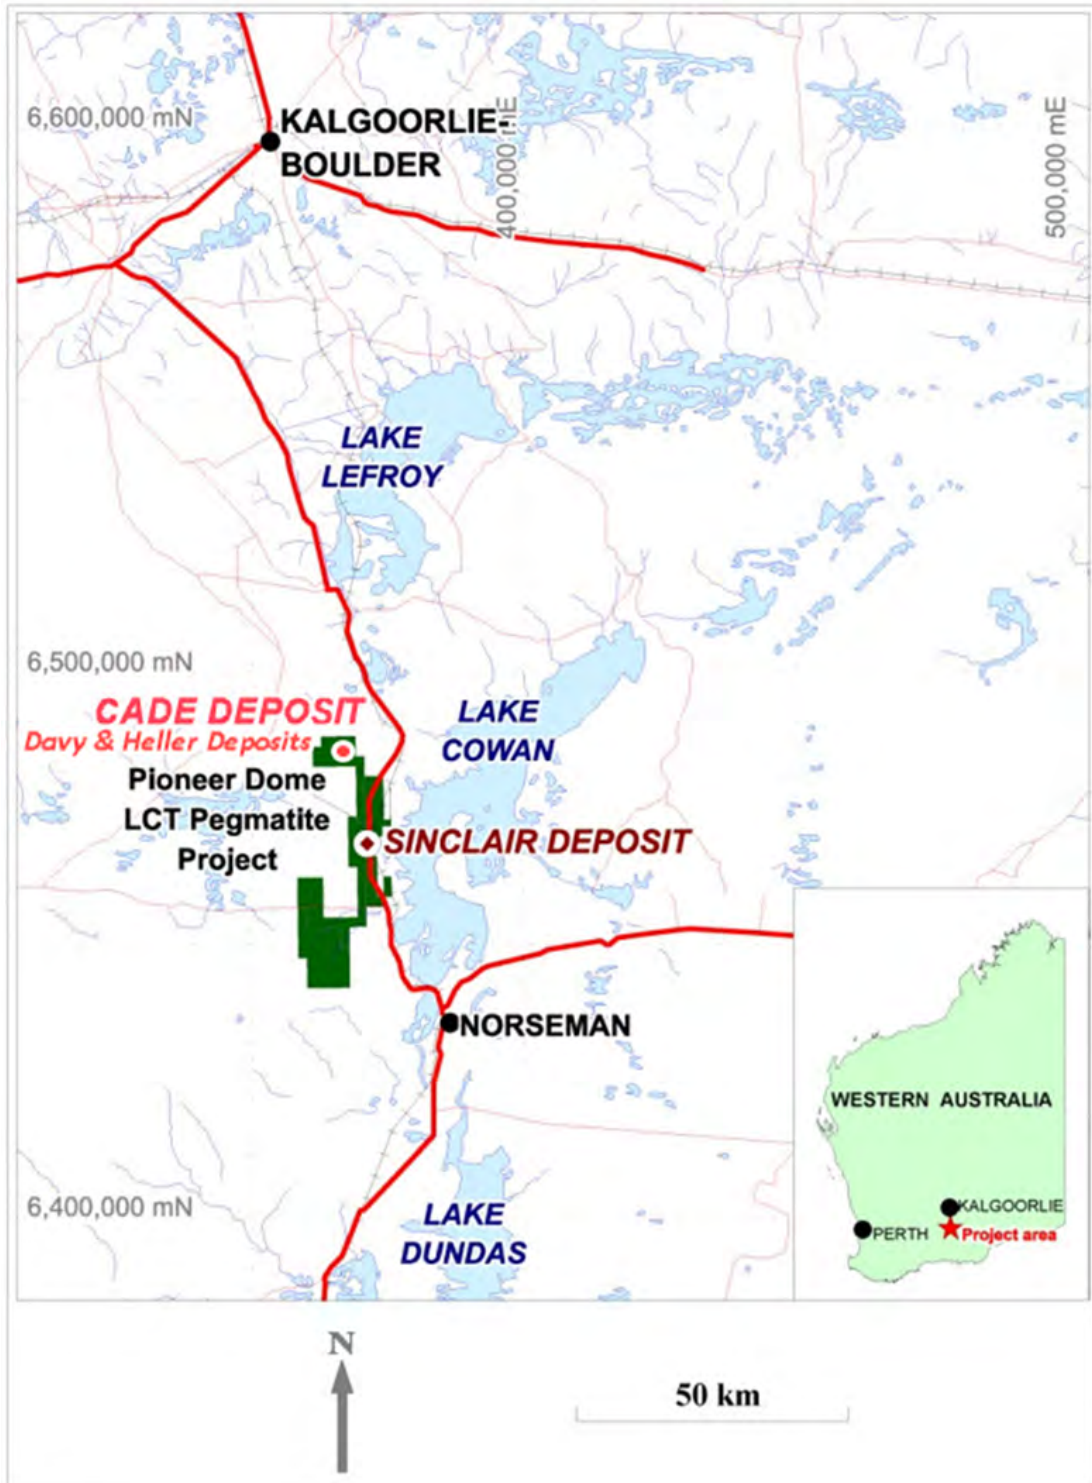 6,600,000 mN
KALGOORLIE-
BOULDER
400,000 mE
500,000 mE
LAKE
LEFROY
6,500,000 mN
CADE DEPOSIT
Davy & Heller Deposits
LAKE
COWAN
Pioneer Dome
LCT Pegmatite
Project
SINCLAIR DEPOSIT
NORSEMAN
WESTERN AUSTRALIA
6,400,000 mN
LAKE
DUNDAS
KALGOORLIE
PERTH
Project area
N
50 km